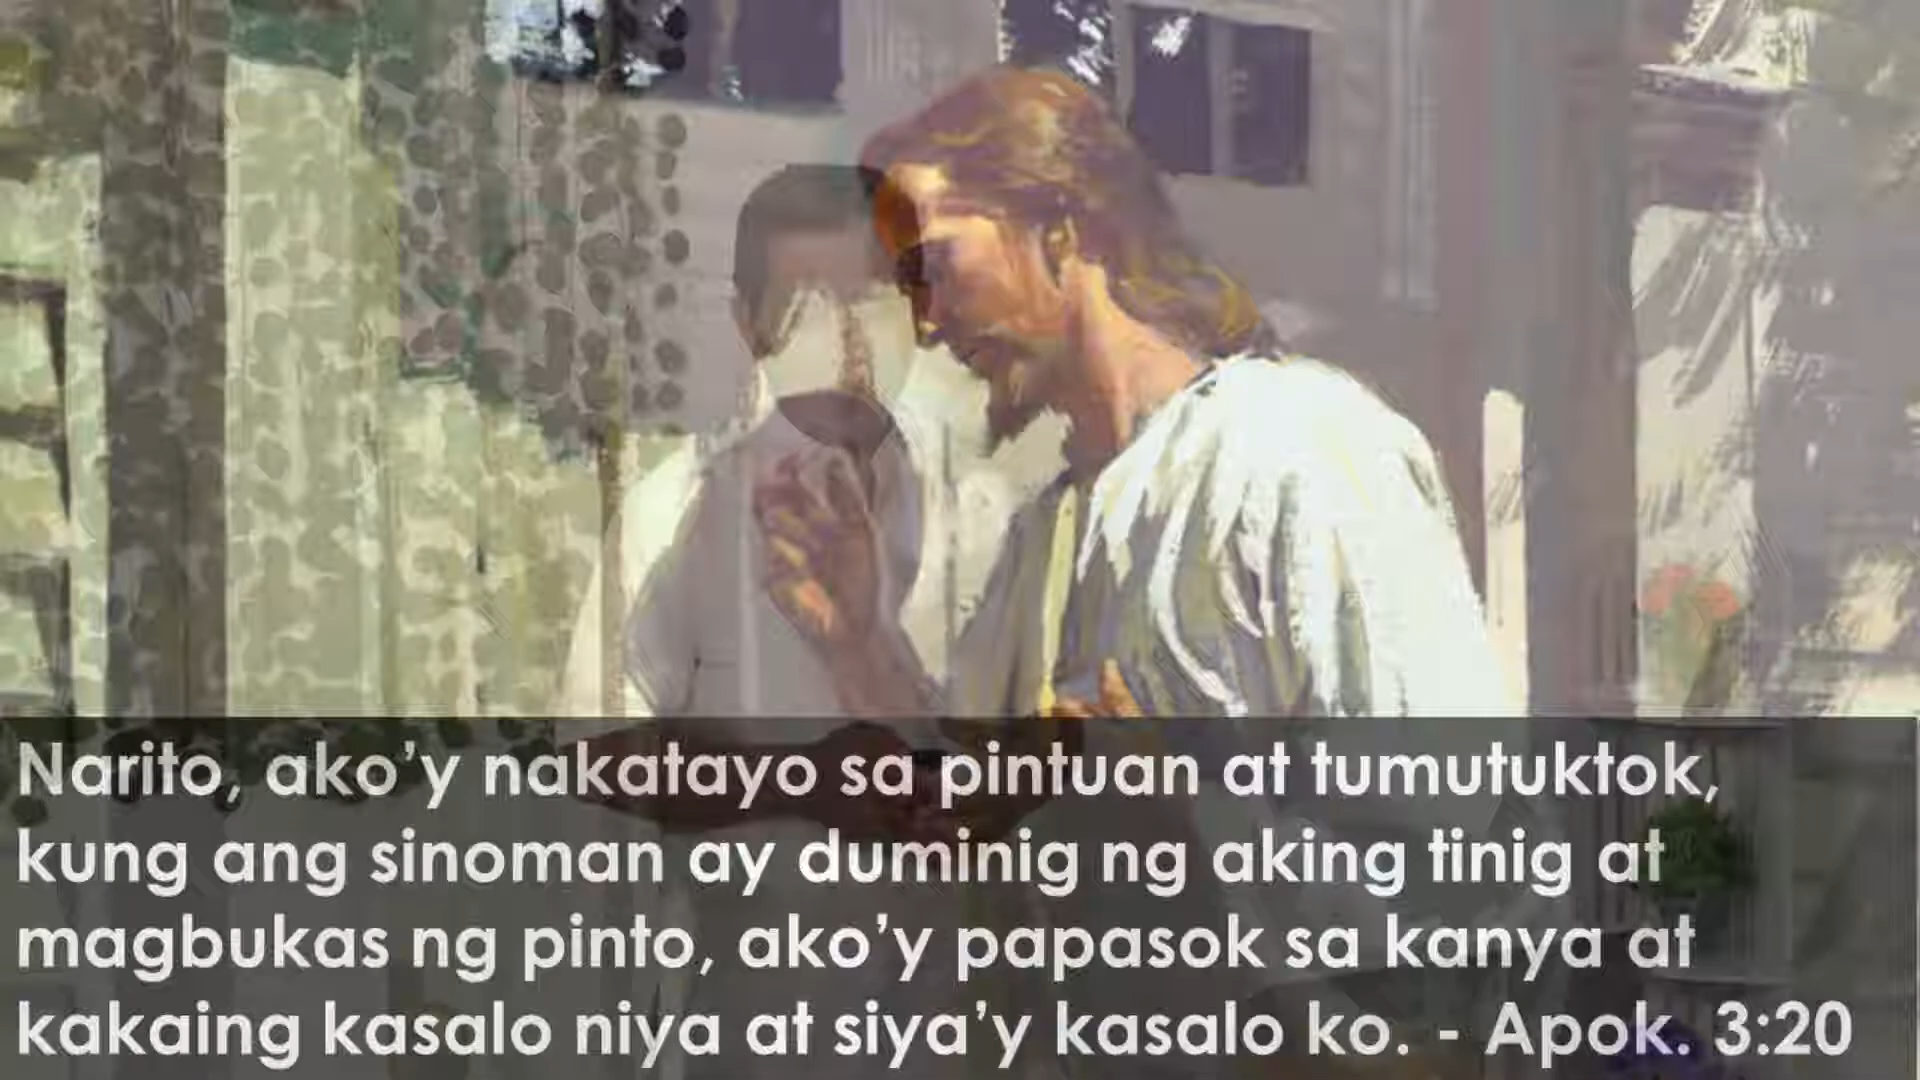 Narito, ako’y nakatayo sa pintuan at tumutuktok,
kung ang sinoman ay duminig ng aking tinig at
magbukas ng pinto, ako’y papasok sa kanya at
kakaing kasalo niya at siya’y kasalo ko. - Apok. 3:20